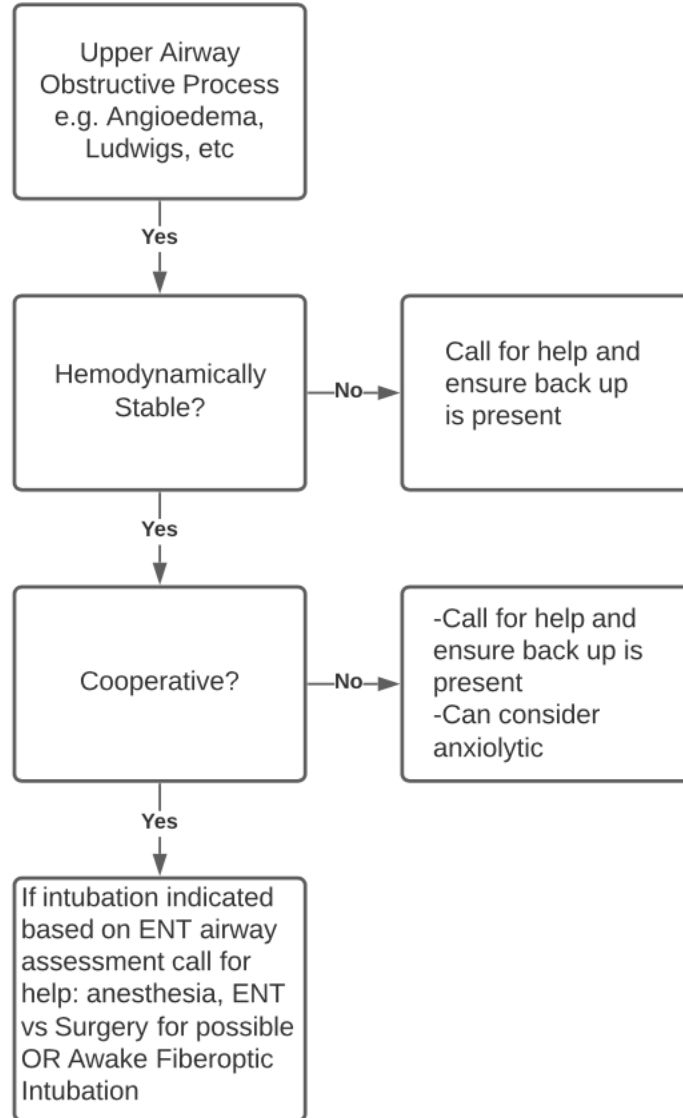 Upper Airway
Obstructive Process
e.g. Angioedema,
Ludwigs, etc
Yes
Hemodynamically
Stable?
No
Call for help and
ensure back up
is present
Yes
Cooperative?
No
-Call for help and
ensure back up is
present
-Can consider
anxiolytic
Yes
If intubation indicated
based on ENT airway
assessment call for
help: anesthesia, ENT
vs Surgery for possible
OR Awake Fiberoptic
Intubation